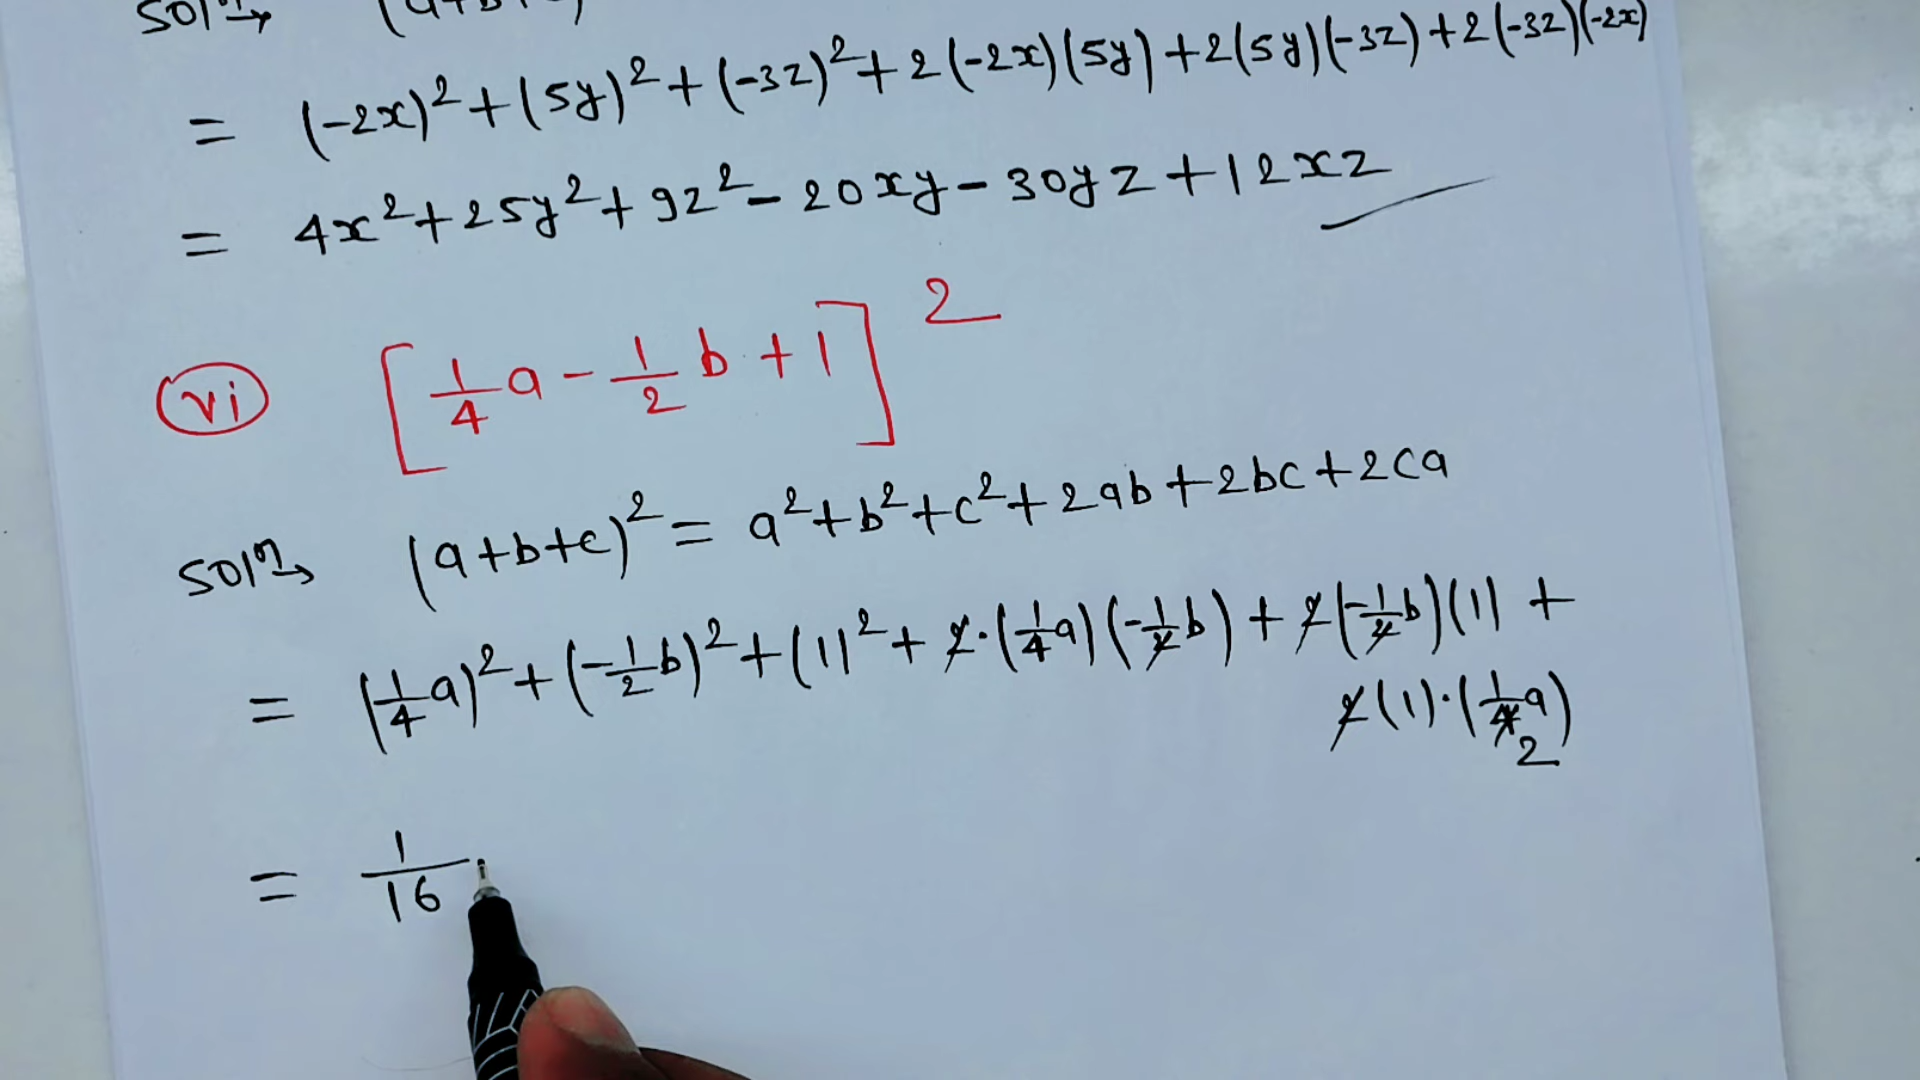 Solⁿ→ (a+b+c)
= (-2x)² + (5y)² + (-3z)² + 2(-2x)(5y) + 2(5y)(-3z) + 2(-3z)(-2x)
= 4x² + 25y² + 9z² - 20xy - 30yz + 12xz
(vi) [1/4 a - 1/2 b + 1]²
Solⁿ→ (a+b+c)² = a² + b² + c² + 2ab + 2bc + 2ca
= (1/4 a)² + (-1/2 b)² + (1)² + 2·(1/4 a)(-1/2 b) + 2(-1/2 b)(1) +
2(1)·(1/4 a)
2
= 1/16